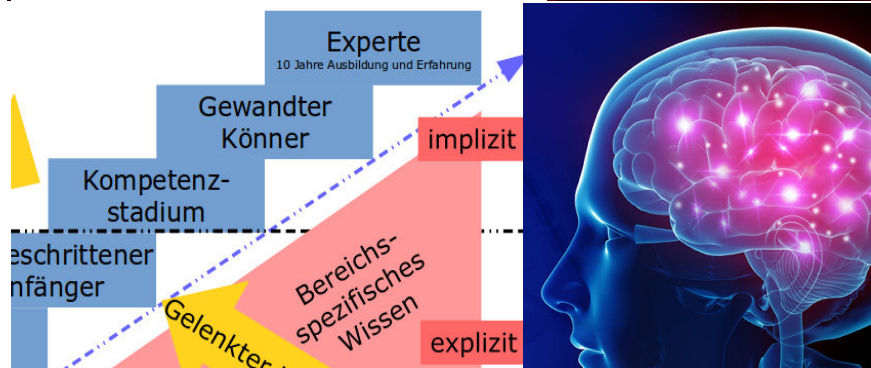 Experte
10 Jahre Ausbildung und Erfahrung
Gewandter
Könner
implizit
Kompetenz-
stadium
eschrittener
nfänger
Bereichs-
spezifisches
Wissen
Gelenkter
explizit